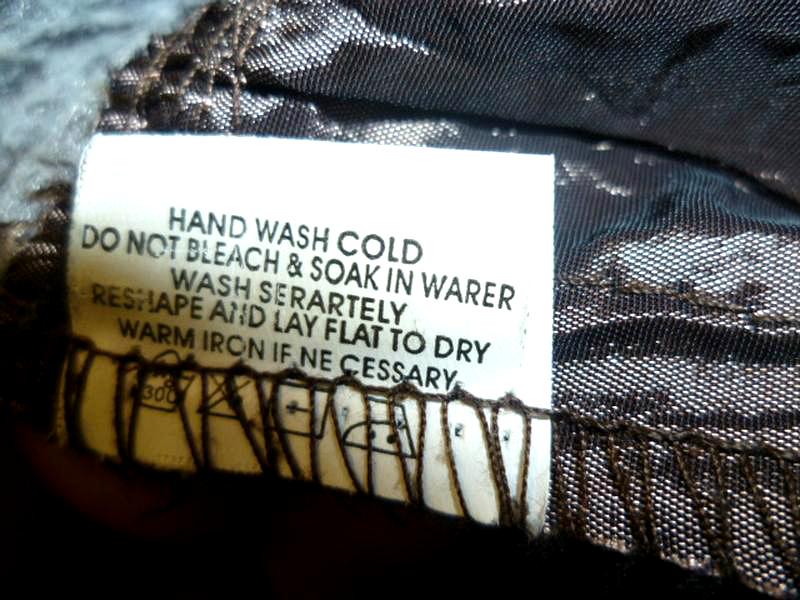 HAND WASH COLD
DO NOT BLEACH & SOAK IN WARER
WASH SERARTELY
RESHAPE AND LAY FLAT TO DRY
WARM IRON IF NE CESSARY
300